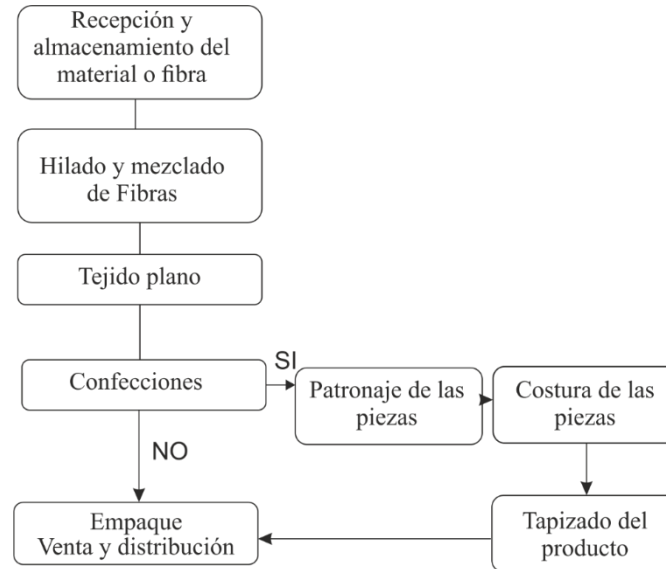 Recepción y
almacenamiento del
material o fibra
Hilado y mezclado
de Fibras
Tejido plano
Confecciones
SI
Patronaje de las
piezas
Costura de las
piezas
NO
Empaque
Venta y distribución
Tapizado del
producto